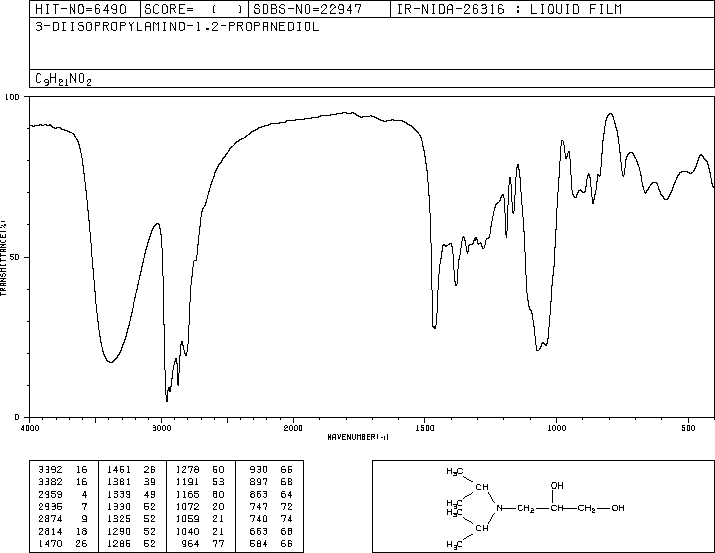 HIT-NO=6490 SCORE= ( ) SDBS-NO=22947 IR-NIDA-26316 : LIQUID FILM
3-DIISOPROPYLAMINO-1,2-PROPANEDIOL
C9H21NO2
100
50
0
TRANSMITTANCE(%)
4000 3000 2000 1500 1000 500
WAVENUMBER(-1)
3392 16 1461 26 1278 60 930 66
3382 16 1381 39 1191 53 897 68
2959 4 1339 49 1165 60 863 64
2935 7 1330 52 1072 20 747 72
2874 9 1325 52 1059 21 740 74
2814 18 1290 52 1040 21 663 68
1470 26 1285 52 964 77 584 66
H3C
CH
H3C
H3C
CH
H3C
N
CH2
OH
CH
CH2
OH